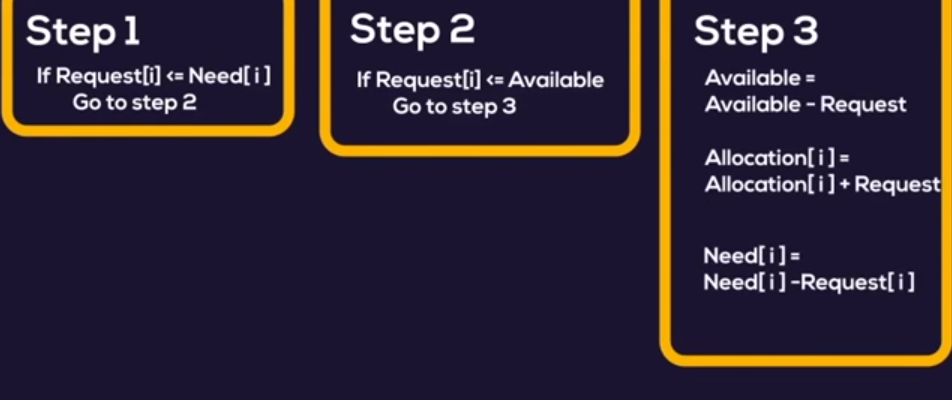 Step 1
If Request[i] <= Need[ i ]
Go to step 2
Step 2
If Request[i] <= Available
Go to step 3
Step 3
Available =
Available - Request
Allocation[ i ] =
Allocation[ i ] + Request
Need[ i ] =
Need[ i ] -Request[ i ]